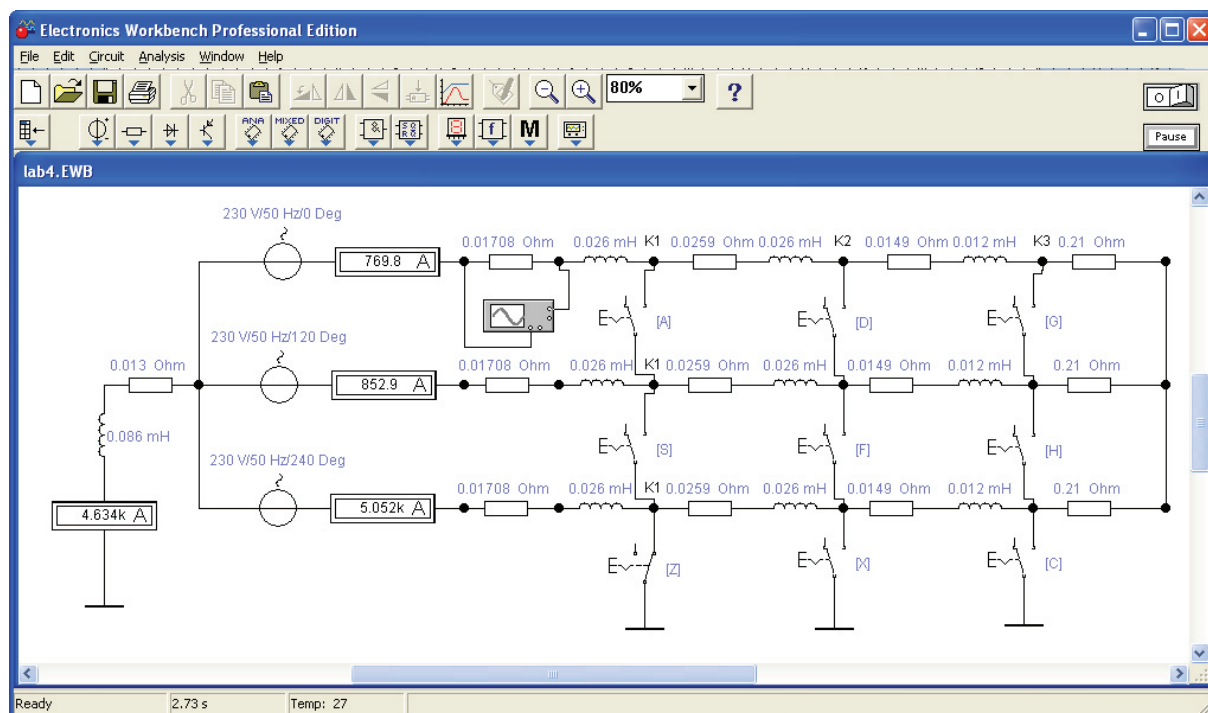 Electronics Workbench Professional Edition
File Edit Circuit Analysis Window Help
80%
?
ANA MIXED DIGIT
&
f
M
O I
Pause
lab4.EWB
230 V/50 Hz/0 Deg
769.8 A
0.01708 Ohm 0.026 mH K1 0.0259 Ohm 0.026 mH K2 0.0149 Ohm 0.012 mH K3 0.21 Ohm
E [A] E [D] E [G]
230 V/50 Hz/120 Deg
0.013 Ohm
852.9 A
0.01708 Ohm 0.026 mH K1 0.0259 Ohm 0.026 mH 0.0149 Ohm 0.012 mH 0.21 Ohm
0.086 mH
E [S] E [F] E [H]
230 V/50 Hz/240 Deg
5.052k A
0.01708 Ohm 0.026 mH K1 0.0259 Ohm 0.026 mH 0.0149 Ohm 0.012 mH 0.21 Ohm
4.634k A
E [Z] E [X] E [C]
Ready 2.73 s Temp: 27